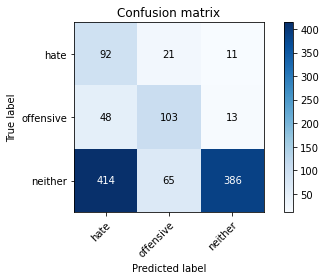 Confusion matrix
hate 92 21 11
offensive 48 103 13
neither 414 65 386
hate offensive neither
True label
Predicted label
400
350
300
250
200
150
100
50